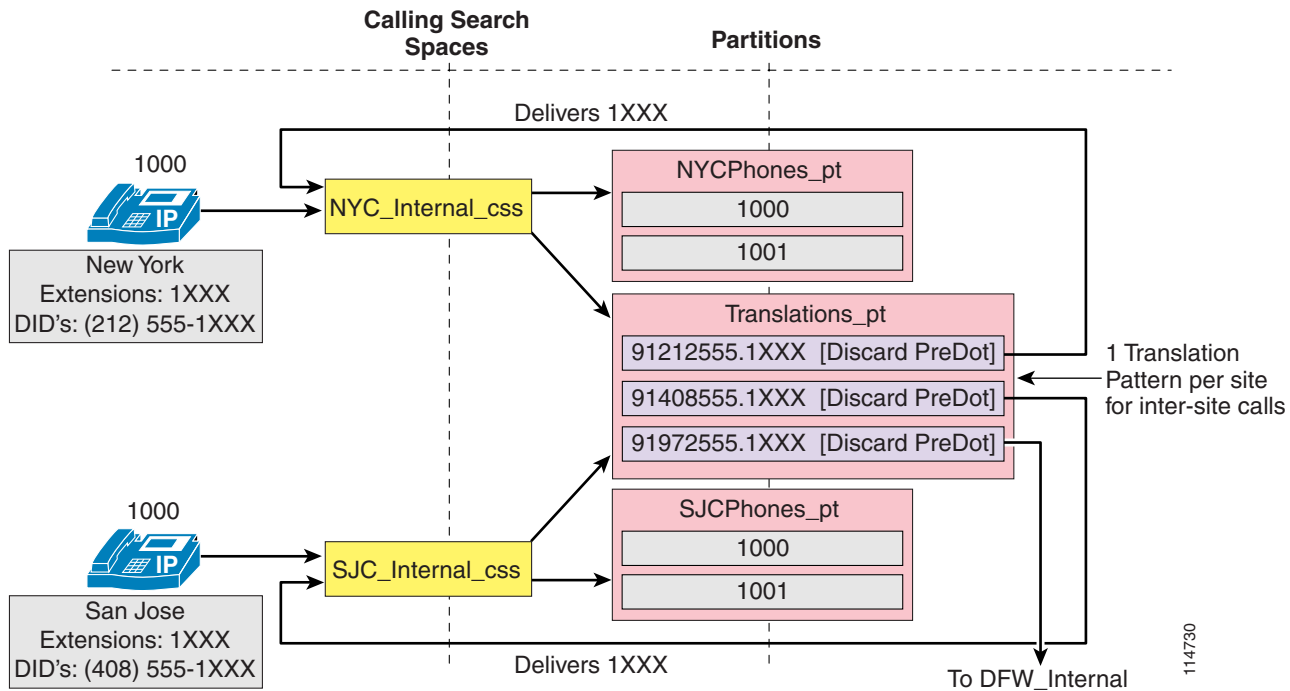 Calling Search
Spaces
Partitions
Delivers 1XXX
1000
IP
New York
Extensions: 1XXX
DID's: (212) 555-1XXX
NYC_Internal_css
NYCPhones_pt
1000
1001
Translations_pt
91212555.1XXX [Discard PreDot]
91408555.1XXX [Discard PreDot]
91972555.1XXX [Discard PreDot]
1 Translation
Pattern per site
for inter-site calls
1000
IP
San Jose
Extensions: 1XXX
DID's: (408) 555-1XXX
SJC_Internal_css
SJCPhones_pt
1000
1001
Delivers 1XXX
To DFW_Internal
114730